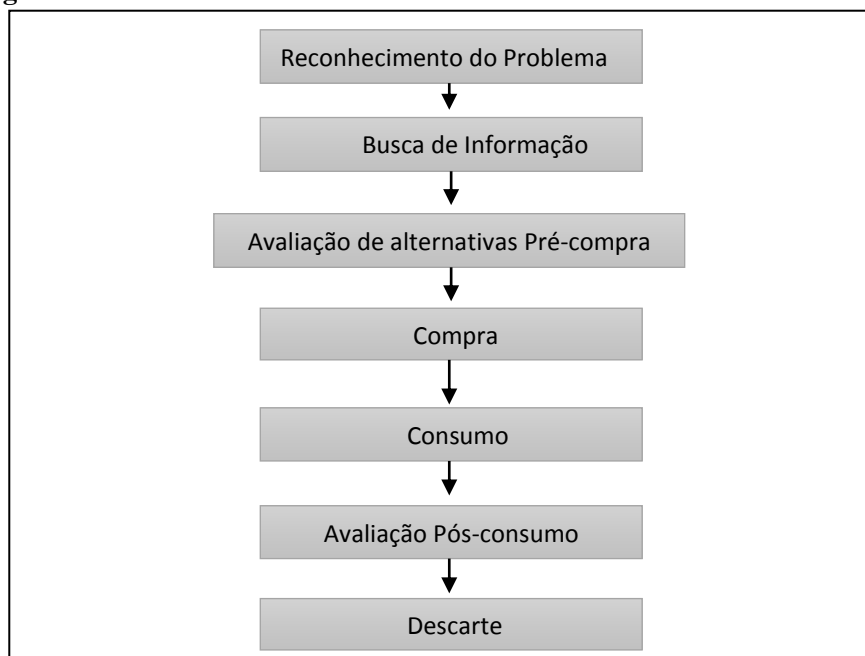 Reconhecimento do Problema
Busca de Informação
Avaliação de alternativas Pré-compra
Compra
Consumo
Avaliação Pós-consumo
Descarte